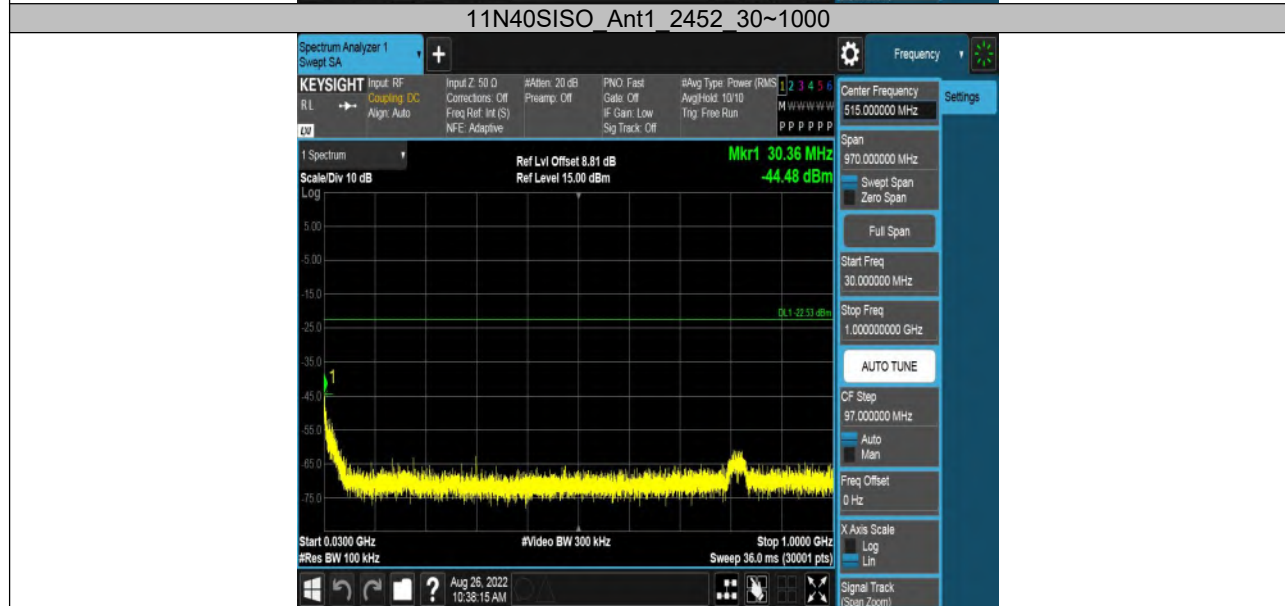 11N40SISO_Ant1_2452_30~1000
Spectrum Analyzer 1
Swept SA
+
Frequency
KEYSIGHT
RL
LXI
Input: RF
Coupling: DC
Align: Auto
Input Z: 50 Ω
Corrections: Off
Freq Ref: Int (S)
NFE: Adaptive
#Atten: 20 dB
Preamp: Off
PNO: Fast
Gate: Off
IF Gain: Low
Sig Track: Off
#Avg Type: Power (RMS
Avg|Hold: 10/10
Trig: Free Run
1 2 3 4 5 6
M W W W W W
P P P P P P
1 Spectrum
Scale/Div 10 dB
Log
Ref Lvl Offset 8.81 dB
Ref Level 15.00 dBm
Mkr1 30.36 MHz
-44.48 dBm
5.00
-5.00
-15.0
DL1 -22.53 dBm
-25.0
-35.0
1
-45.0
-55.0
-65.0
-75.0
Start 0.0300 GHz
#Res BW 100 kHz
#Video BW 300 kHz
Stop 1.0000 GHz
Sweep 36.0 ms (30001 pts)
?
Aug 26, 2022
10:38:15 AM
Center Frequency
515.000000 MHz
Settings
Span
970.000000 MHz
Swept Span
Zero Span
Full Span
Start Freq
30.000000 MHz
Stop Freq
1.000000000 GHz
AUTO TUNE
CF Step
97.000000 MHz
Auto
Man
Freq Offset
0 Hz
X Axis Scale
Log
Lin
Signal Track
(Span Zoom)